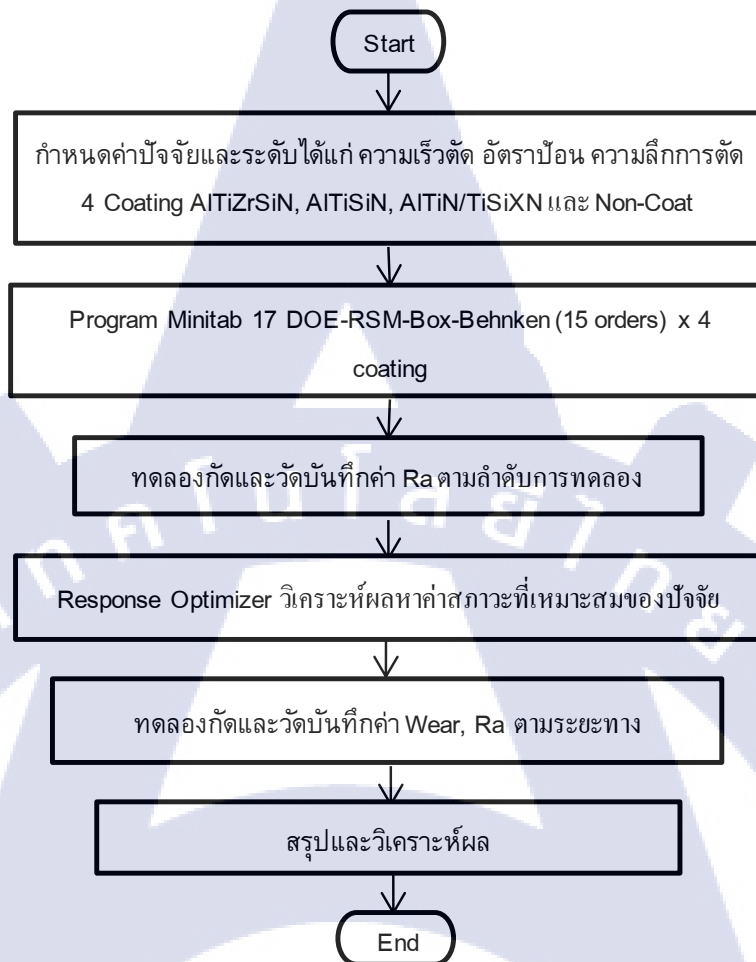 Start
กำหนดค่าปัจจัยและระดับได้แก่ ความเร็วตัด อัตราป้อน ความลึกการตัด
4 Coating AlTiZrSiN, AlTiSiN, AlTiN/TiSiXN และ Non-Coat
Program Minitab 17 DOE-RSM-Box-Behnken (15 orders) x 4
coating
ทดลองกัดและวัดบันทึกค่า Ra ตามลำดับการทดลอง
Response Optimizer วิเคราะห์ผลหาค่าสภาวะที่เหมาะสมของปัจจัย
ทดลองกัดและวัดบันทึกค่า Wear, Ra ตามระยะทาง
สรุปและวิเคราะห์ผล
End